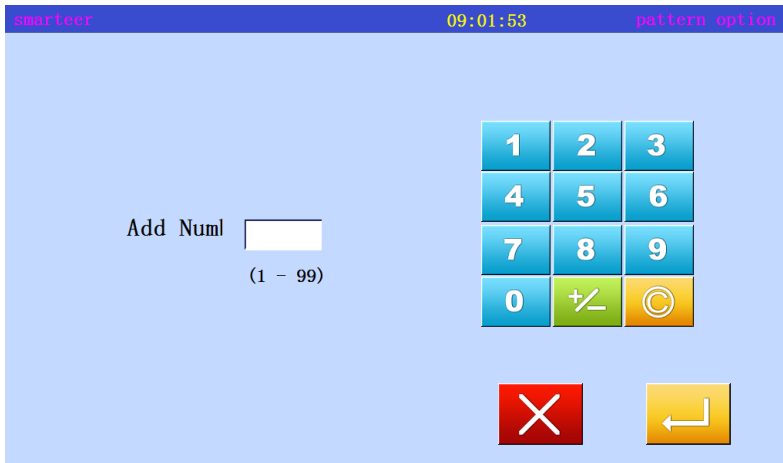 smarteer 09:01:53 pattern option
1 2 3
4 5 6
Add Numl
7 8 9
(1 - 99)
0 +/- ©